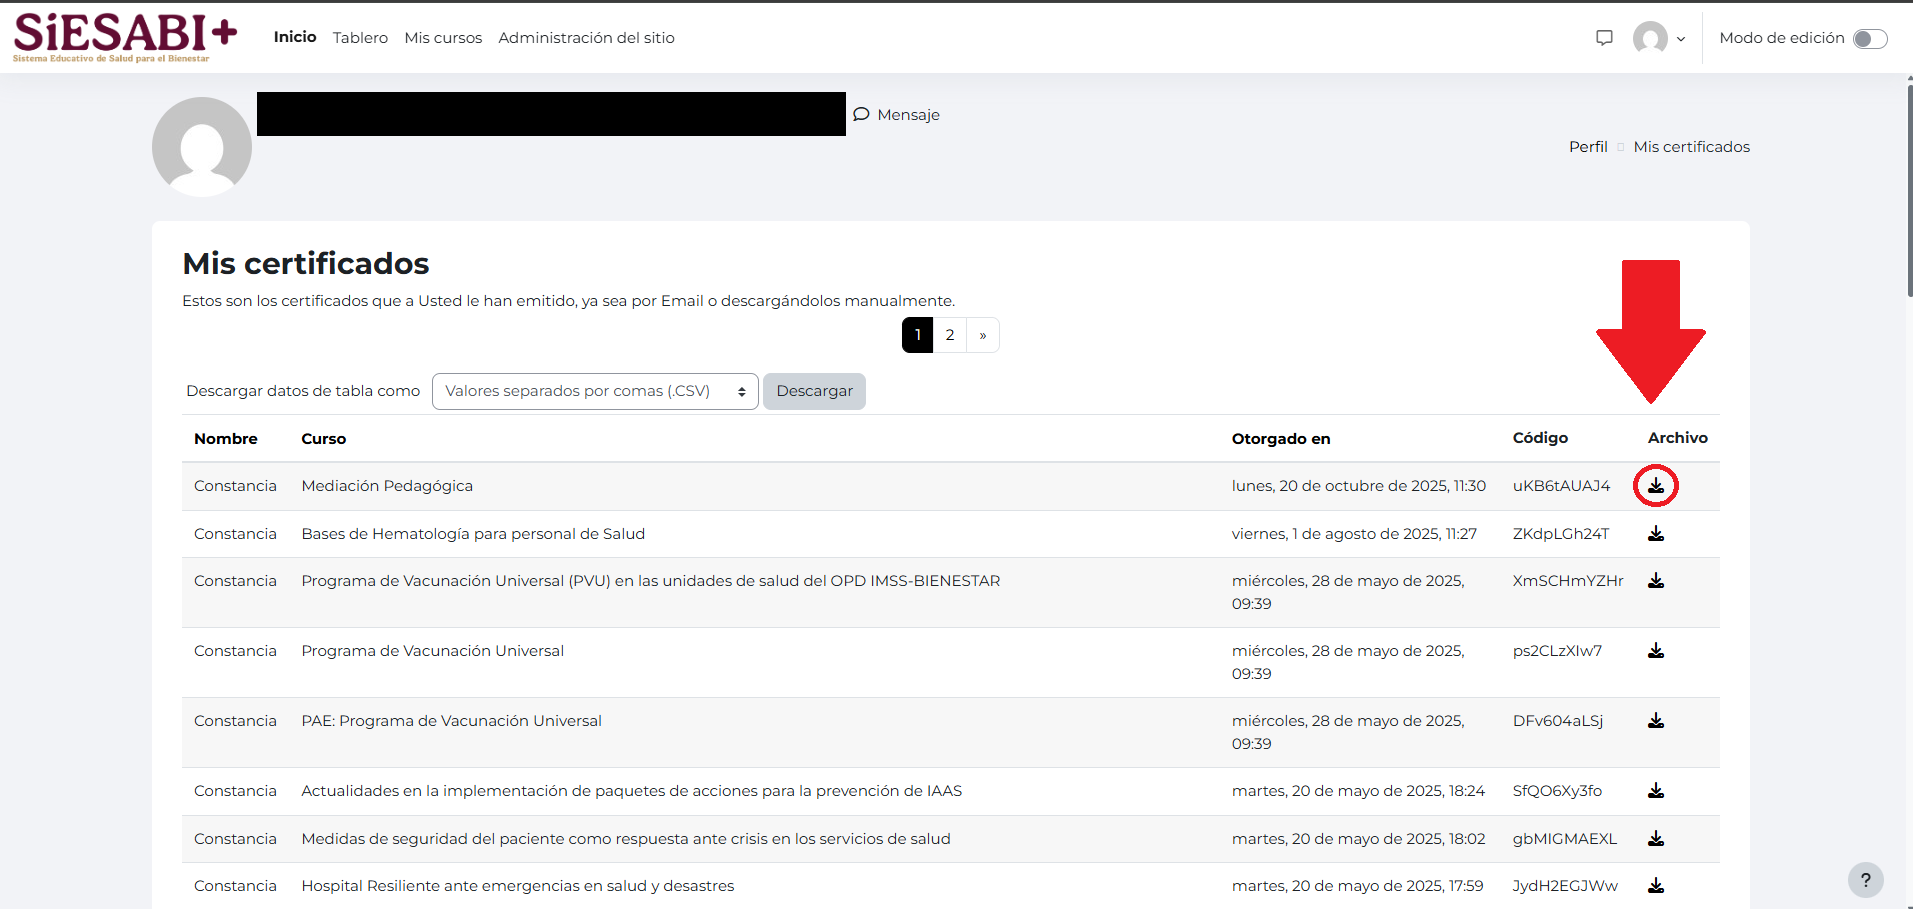 SiESABI+
Sistema Educativo de Salud para el Bienestar
Inicio Tablero Mis cursos Administración del sitio
Modo de edición
Mensaje
Perfil Mis certificados
Mis certificados
Estos son los certificados que a Usted le han emitido, ya sea por Email o descargándolos manualmente.
1 2 »
Descargar datos de tabla como Valores separados por comas (.CSV) Descargar
Nombre Curso Otorgado en Código Archivo
Constancia Mediación Pedagógica lunes, 20 de octubre de 2025, 11:30 uKB6tAUAJ4
Constancia Bases de Hematología para personal de Salud viernes, 1 de agosto de 2025, 11:27 ZKdpLGh24T
Constancia Programa de Vacunación Universal (PVU) en las unidades de salud del OPD IMSS-BIENESTAR miércoles, 28 de mayo de 2025, XmSCHmYZHr
09:39
Constancia Programa de Vacunación Universal miércoles, 28 de mayo de 2025, ps2CLzXIw7
09:39
Constancia PAE: Programa de Vacunación Universal miércoles, 28 de mayo de 2025, DFv604aLSj
09:39
Constancia Actualidades en la implementación de paquetes de acciones para la prevención de IAAS martes, 20 de mayo de 2025, 18:24 SfQO6Xy3fo
Constancia Medidas de seguridad del paciente como respuesta ante crisis en los servicios de salud martes, 20 de mayo de 2025, 18:02 gbMIGMAEXL
Constancia Hospital Resiliente ante emergencias en salud y desastres martes, 20 de mayo de 2025, 17:59 JydH2EGJWw
?